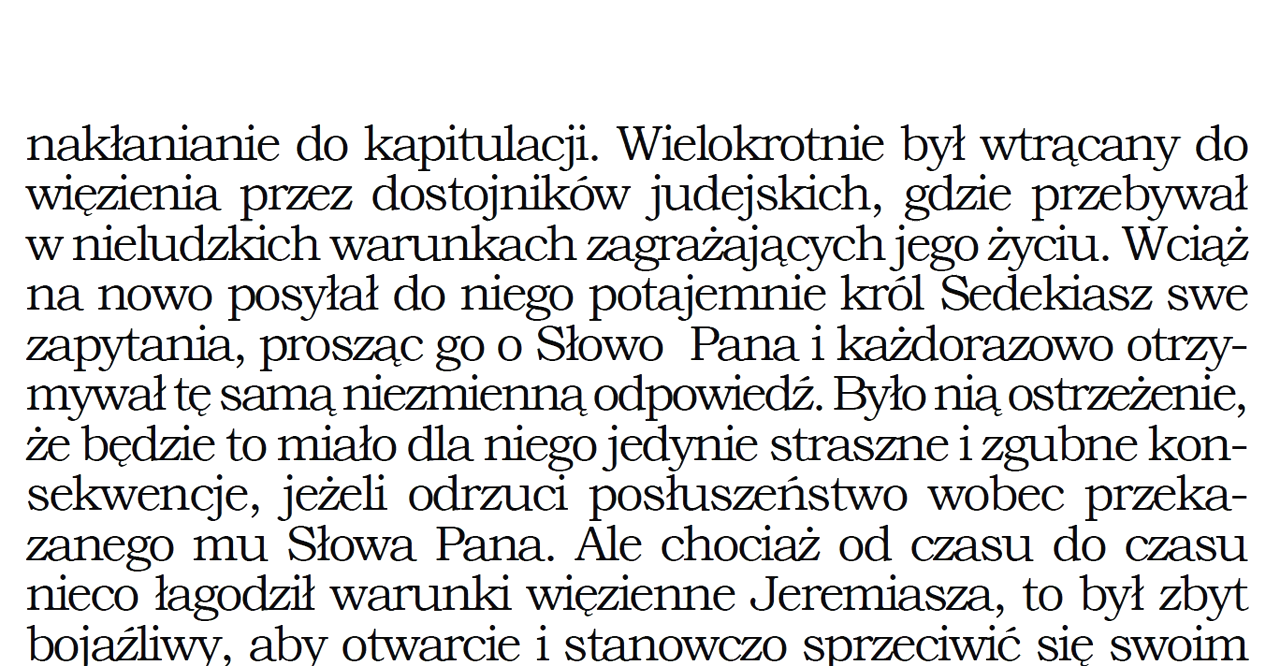 nakłanianie do kapitulacji. Wielokrotnie był wtrącany do
więzienia przez dostojników judejskich, gdzie przebywał
w nieludzkich warunkach zagrażających jego życiu. Wciąż
na nowo posyłał do niego potajemnie król Sedekiasz swe
zapytania, prosząc go o Słowo  Pana i każdorazowo otrzy-
mywał tę samą niezmienną odpowiedź. Było nią ostrzeżenie,
że będzie to miało dla niego jedynie straszne i zgubne kon-
sekwencje, jeżeli odrzuci posłuszeństwo wobec przeka-
zanego mu Słowa Pana. Ale chociaż od czasu do czasu
nieco łagodził warunki więzienne Jeremiasza, to był zbyt
bojaźliwy, aby otwarcie i stanowczo sprzeciwić się swoim